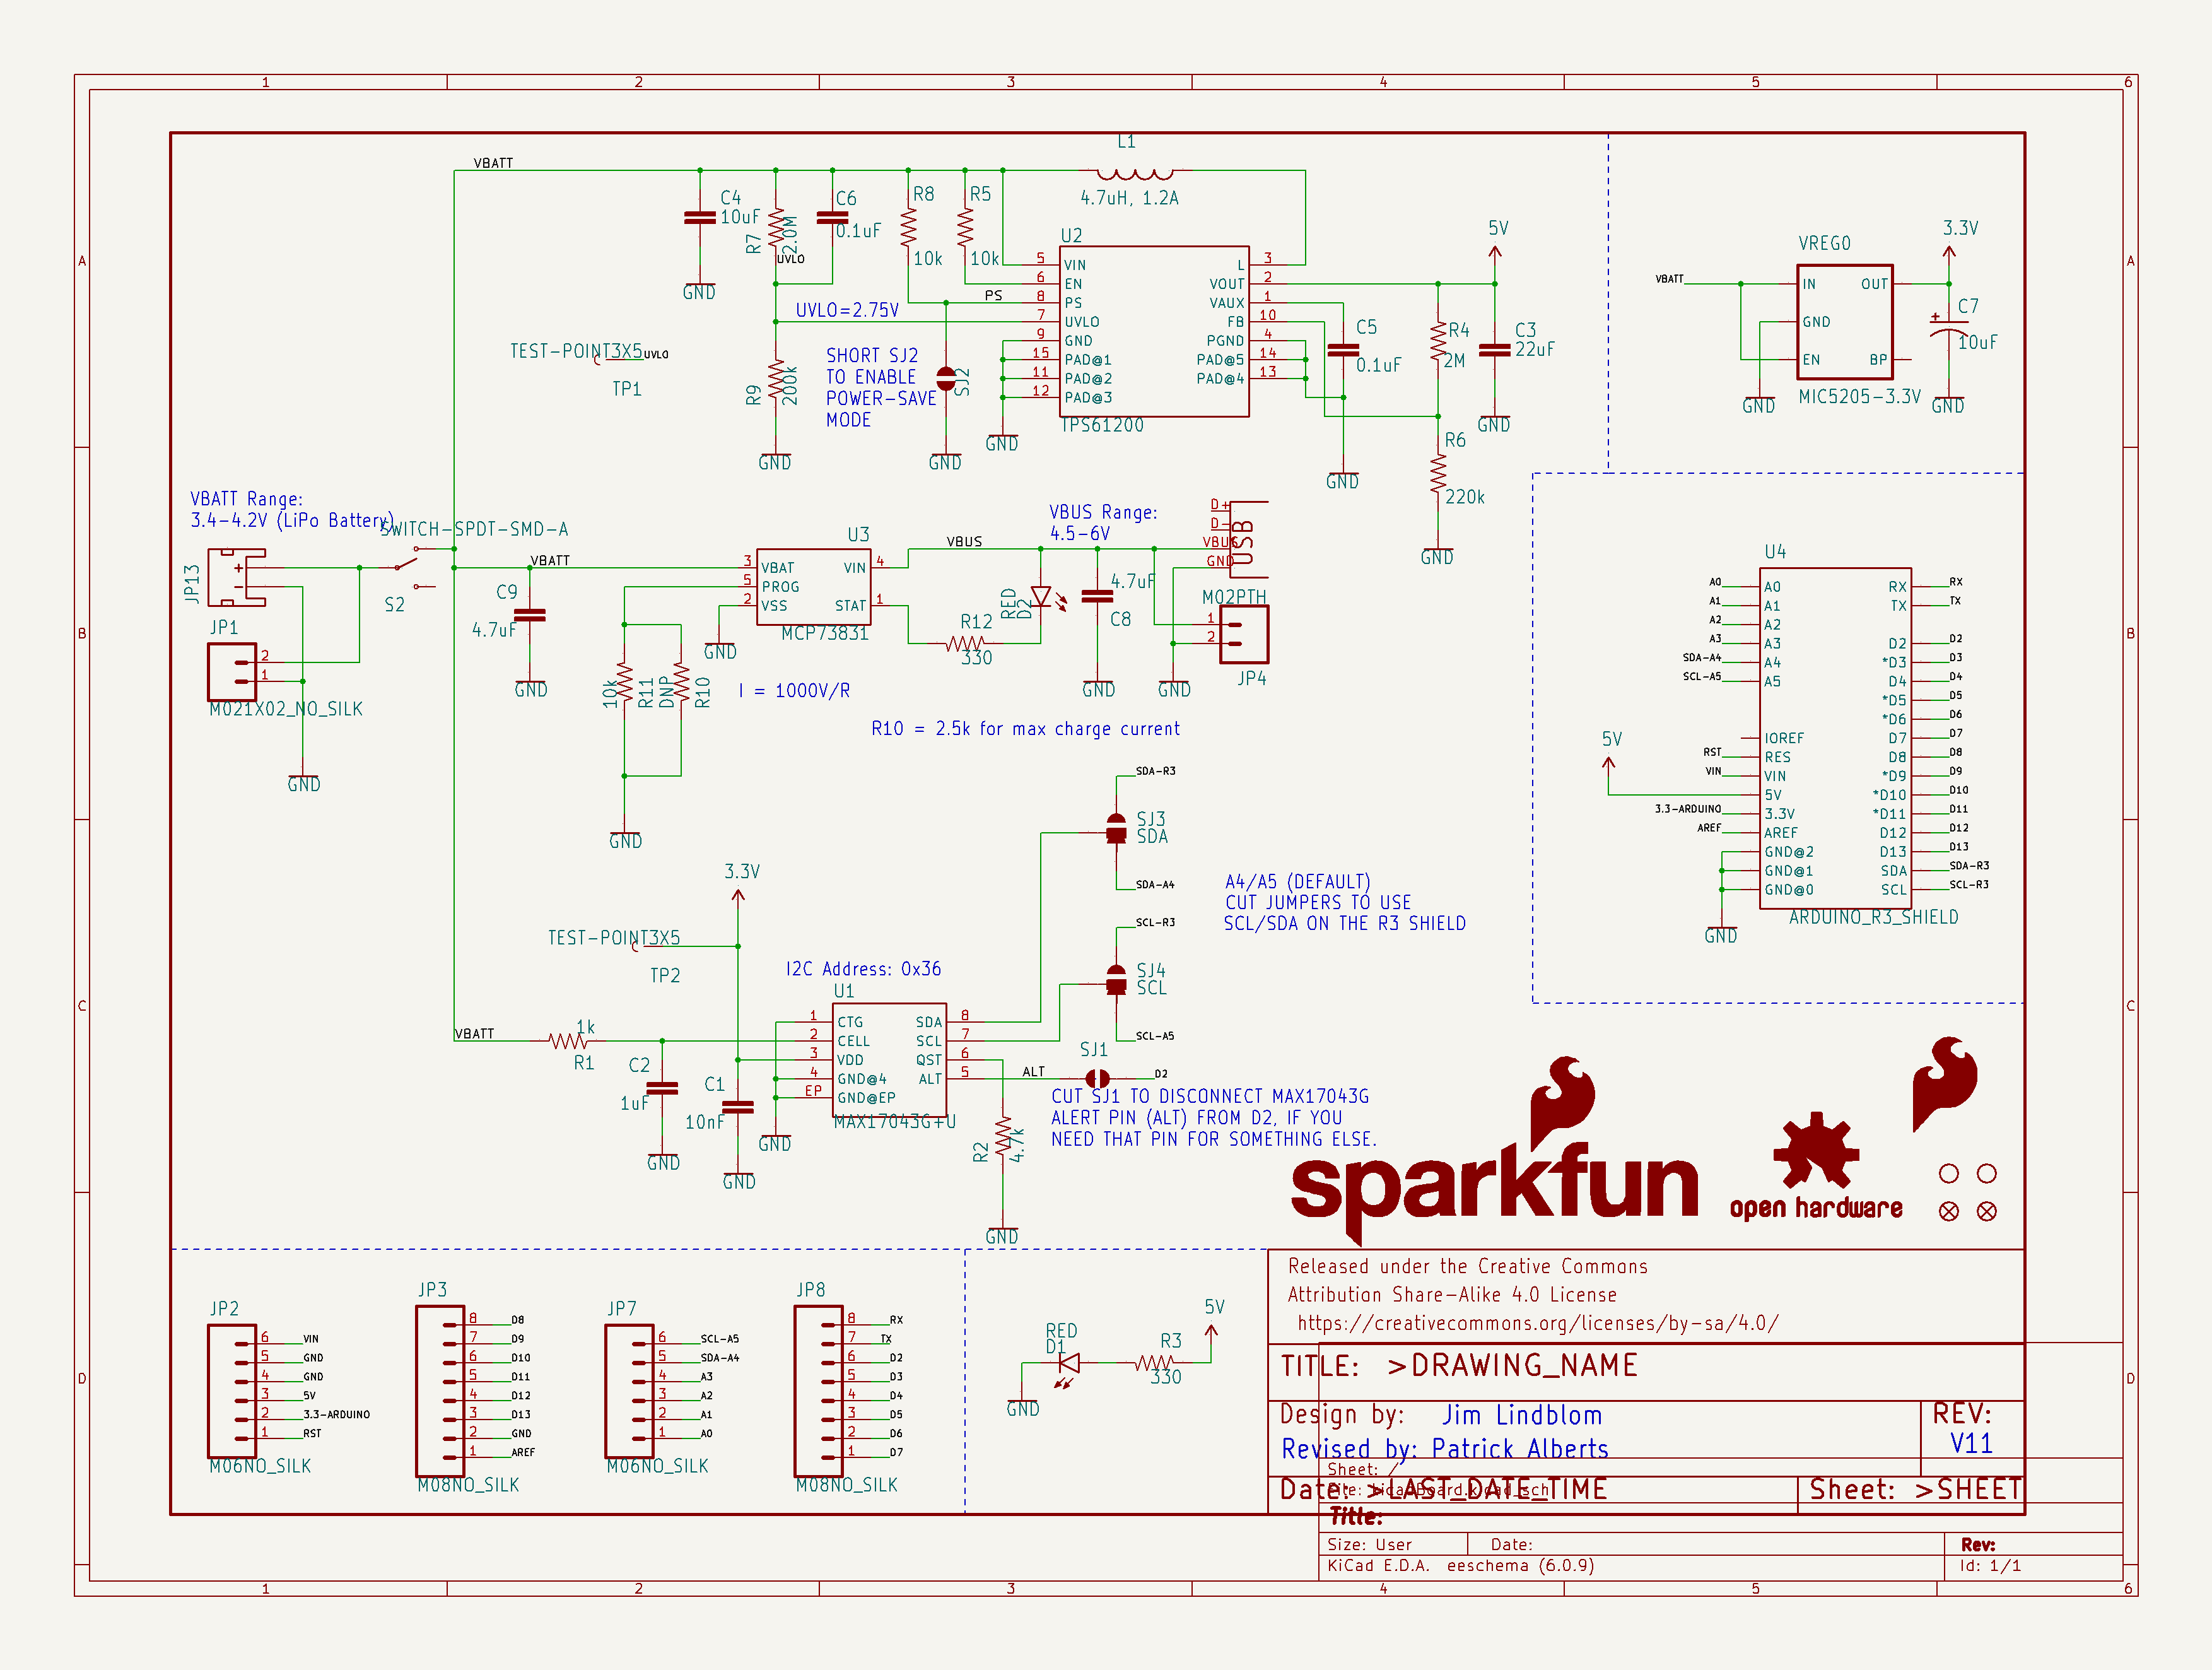 1 2 3 4 5 6
A
B
C
D
A
B
C
D
VBATT
L1
4.7uH, 1.2A
C4
10uF
R7
2.0M
UVLO
C6
0.1uF
R8
10k
R5
10k
GND
PS
UVLO=2.75V
TEST-POINT3X5
UVLO
TP1
R9
200k
GND
SHORT SJ2
TO ENABLE
POWER-SAVE
MODE
SJ2
GND
U2
5 VIN
6 EN
8 PS
7 UVLO
9 GND
15 PAD@1
11 PAD@2
12 PAD@3
L 3
VOUT 2
VAUX 1
FB 10
PGND 4
PAD@5 14
PAD@4 13
TPS61200
GND
C5
0.1uF
GND
R4
2M
R6
220k
GND
5V
C3
22uF
GND
VREG0
VBATT
IN
GND
EN
OUT
BP
MIC5205-3.3V
GND
3.3V
C7
10uF
GND
VBATT Range:
3.4-4.2V (LiPo Battery)
SWITCH-SPDT-SMD-A
S2
JP13
+
-
JP1
2
1
M021X02_NO_SILK
GND
VBATT
C9
4.7uF
GND
U3
3 VBAT
5 PROG
2 VSS
VIN 4
STAT 1
MCP73831
GND
10k
R11
DNP
R10
GND
I = 1000V/R
R10 = 2.5k for max charge current
VBUS
VBUS Range:
4.5-6V
RED
D2
R12
330
4.7uF
C8
GND
D+
D-
VBUS
GND
USB
M02PTH
1
2
JP4
GND
U4
A0 A0
A1 A1
A2 A2
A3 A3
SDA-A4 A4
SCL-A5 A5
IOREF
RST RES
VIN VIN
5V
5V
3.3-ARDUINO 3.3V
AREF AREF
GND@2
GND@1
GND@0
GND
RX RX
TX TX
D2 D2
*D3 D3
D4 D4
*D5 D5
*D6 D6
D7 D7
D8 D8
*D9 D9
*D10 D10
*D11 D11
D12 D12
D13 D13
SDA SDA-R3
SCL SCL-R3
ARDUINO_R3_SHIELD
SDA-R3
SJ3
SDA
SDA-A4
SCL-R3
SJ4
SCL
SCL-A5
A4/A5 (DEFAULT)
CUT JUMPERS TO USE
SCL/SDA ON THE R3 SHIELD
3.3V
TEST-POINT3X5
TP2
I2C Address: 0x36
U1
1 CTG
2 CELL
3 VDD
4 GND@4
EP GND@EP
SDA 8
SCL 7
QST 6
ALT 5
MAX17043G+U
VBATT
1k
R1
C2
1uF
GND
C1
10nF
GND
GND
R2
4.7k
GND
ALT
SJ1
D2
CUT SJ1 TO DISCONNECT MAX17043G
ALERT PIN (ALT) FROM D2, IF YOU
NEED THAT PIN FOR SOMETHING ELSE.
sparkfun
open hardware
JP2
6 VIN
5 GND
4 GND
3 5V
2 3.3-ARDUINO
1 RST
M06NO_SILK
JP3
8 D8
7 D9
6 D10
5 D11
4 D12
3 D13
2 GND
1 AREF
M08NO_SILK
JP7
6 SCL-A5
5 SDA-A4
4 A3
3 A2
2 A1
1 A0
M06NO_SILK
JP8
8 RX
7 TX
6 D2
5 D3
4 D4
3 D5
2 D6
1 D7
M08NO_SILK
RED
D1
GND
R3
330
5V
Released under the Creative Commons
Attribution Share-Alike 4.0 License
https://creativecommons.org/licenses/by-sa/4.0/
TITLE: >DRAWING_NAME
Design by: Jim Lindblom
Revised by: Patrick Alberts
REV:
V11
Sheet: /
Date: >LAST_DATE_TIME
Sheet: >SHEET
Title:
Size: User Date: Rev:
KiCad E.D.A. eeschema (6.0.9) Id: 1/1
1 2 3 4 5 6